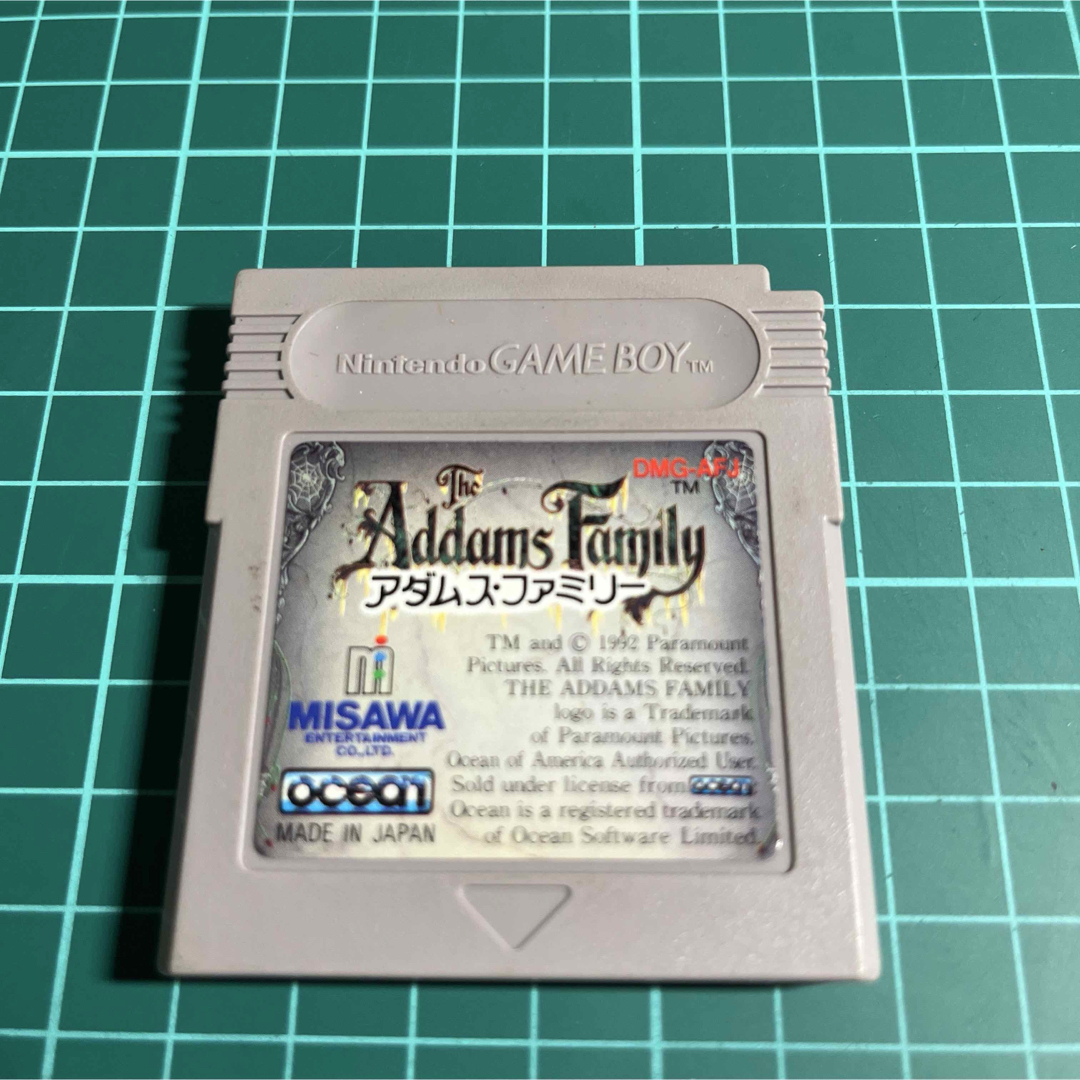 Nintendo GAME BOY TM
DMG-AFJ
The
Addams Family TM
アダムス・ファミリー
TM and © 1992 Paramount
Pictures. All Rights Reserved.
THE ADDAMS FAMILY
logo is a Trademark
of Paramount Pictures.
Ocean of America Authorized User.
Sold under license from ocean
Ocean is a registered trademark
of Ocean Software Limited.
MISAWA
ENTERTAINMENT
CO.,LTD.
ocean
MADE IN JAPAN